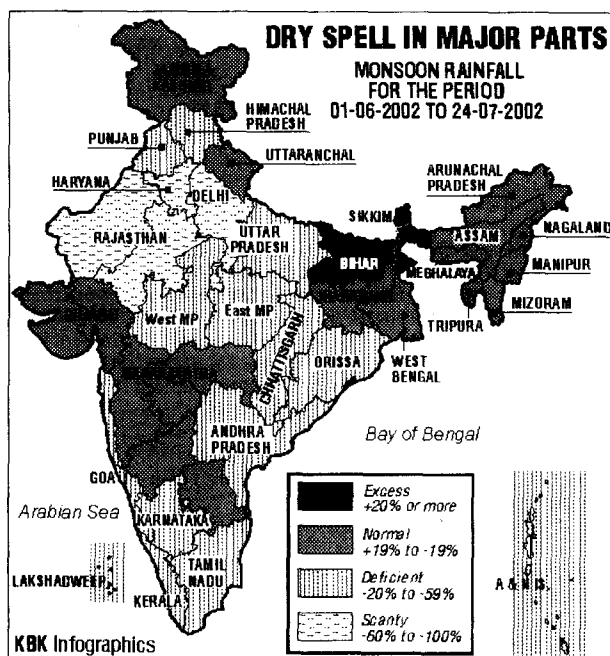 DRY SPELL IN MAJOR PARTS
MONSOON RAINFALL
FOR THE PERIOD
01-06-2002 TO 24-07-2002
HIMACHAL
PRADESH
PUNJAB
UTTARANCHAL
HARYANA
DELHI
RAJASTHAN
UTTAR
PRADESH
SIKKIM
ARUNACHAL
PRADESH
ASSAM
NAGALAND
BIHAR
MEGHALAYA
MANIPUR
MIZORAM
TRIPURA
West MP
East MP
CHHATTISGARH
ORISSA
WEST
BENGAL
ANDHRA
PRADESH
Bay of Bengal
GOA
Arabian Sea
KARNATAKA
TAMIL
NADU
LAKSHADWEEP
KERALA
A & N IS.
Excess
+20% or more
Normal
+19% to -19%
Deficient
-20% to -59%
Scanty
-60% to -100%
KBK Infographics